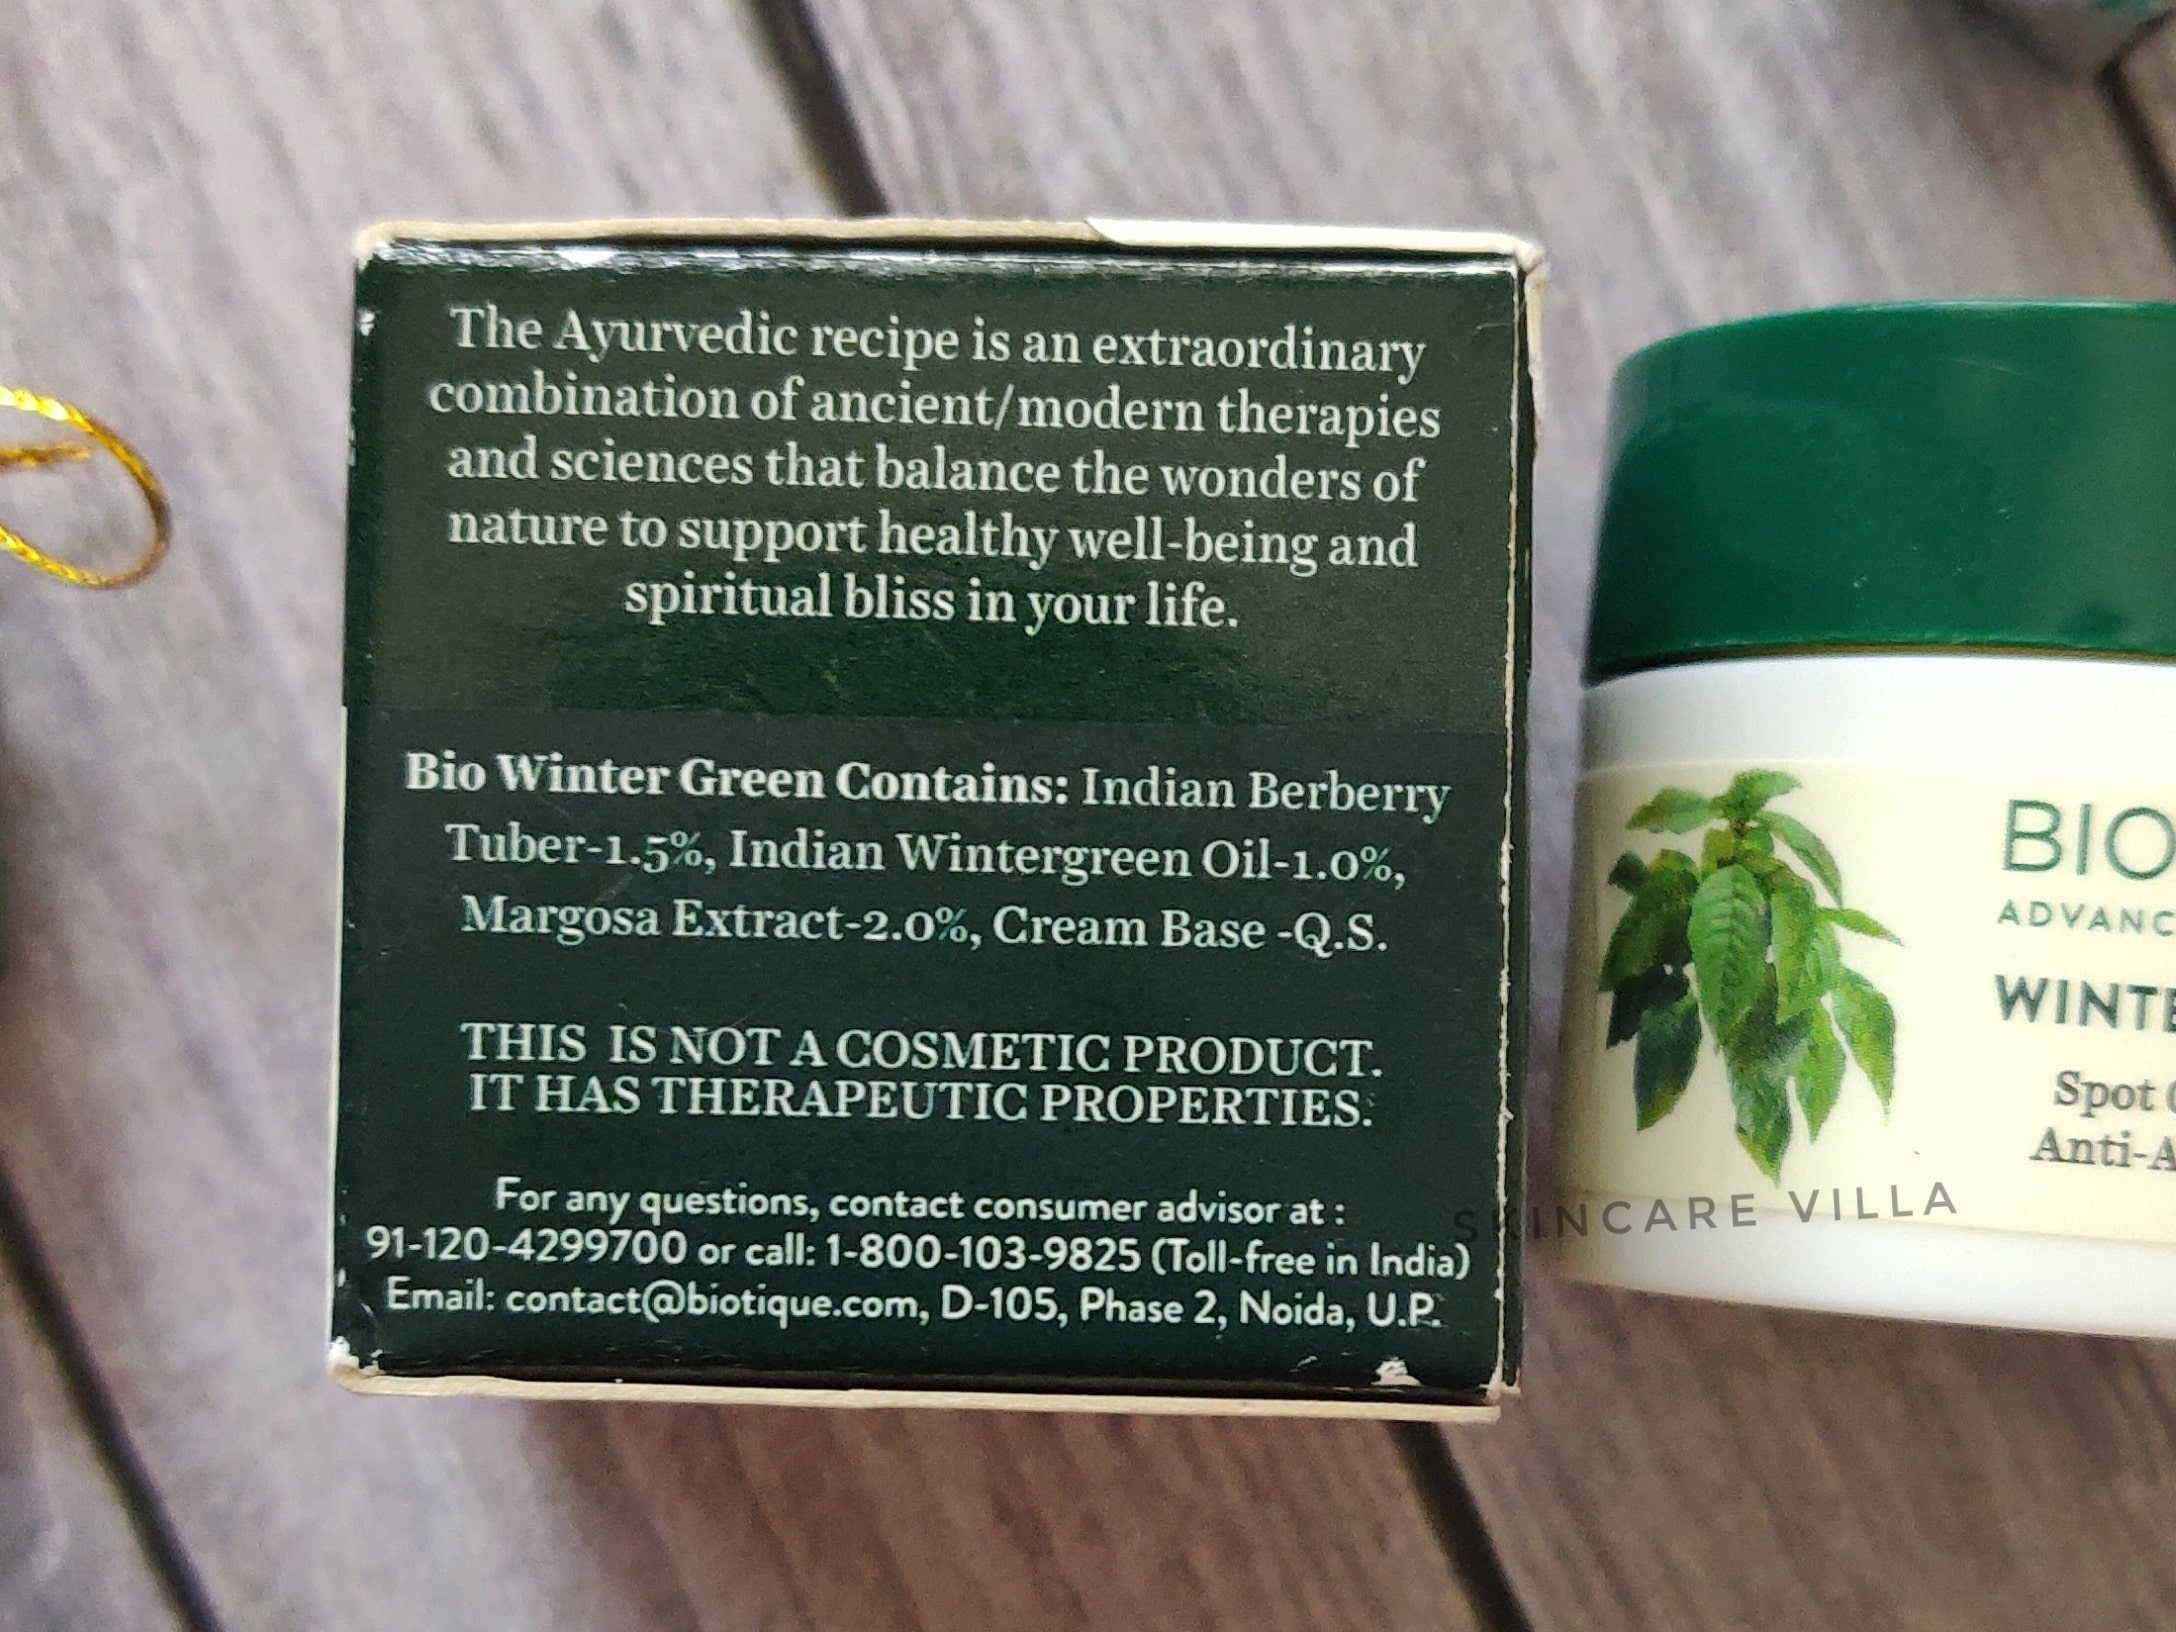 The Ayurvedic recipe is an extraordinary
combination of ancient/modern therapies
and sciences that balance the wonders of
nature to support healthy well-being and
spiritual bliss in your life.
Bio Winter Green Contains: Indian Berberry
Tuber-1.5%, Indian Wintergreen Oil-1.0%,
Margosa Extract-2.0%, Cream Base -Q.S.
THIS IS NOT A COSMETIC PRODUCT.
IT HAS THERAPEUTIC PROPERTIES.
For any questions, contact consumer advisor at :
91-120-4299700 or call: 1-800-103-9825 (Toll-free in India)
Email: contact@biotique.com, D-105, Phase 2, Noida, U.P.
BIO
ADVANC
WINTE
Spot
Anti-A
SKINCARE VILLA